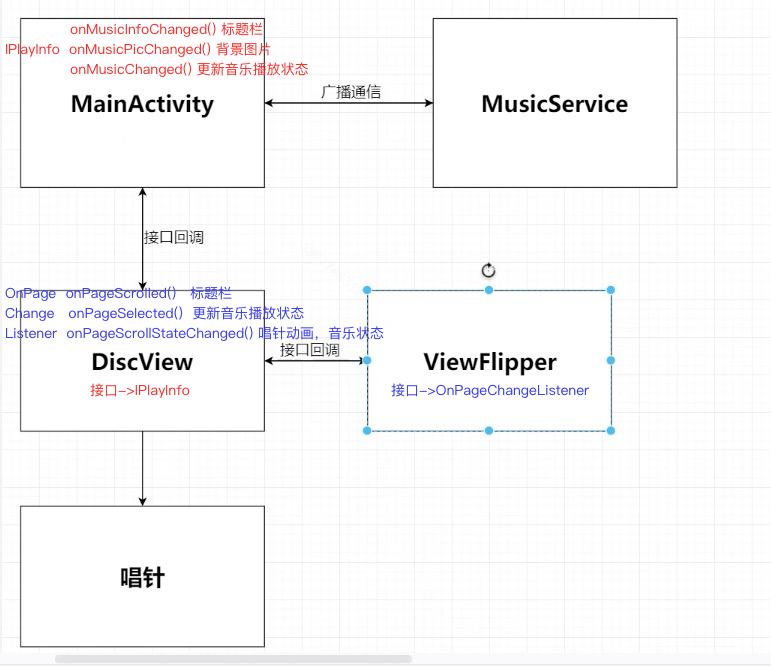 onMusicInfoChanged() 标题栏
IPlayInfo onMusicPicChanged() 背景图片
onMusicChanged() 更新音乐播放状态
MainActivity
广播通信
MusicService
接口回调
OnPage onPageScrolled() 标题栏
Change onPageSelected() 更新音乐播放状态
Listener onPageScrollStateChanged() 唱针动画，音乐状态
DiscView
接口->IPlayInfo
接口回调
ViewFlipper
接口->OnPageChangeListener
唱针